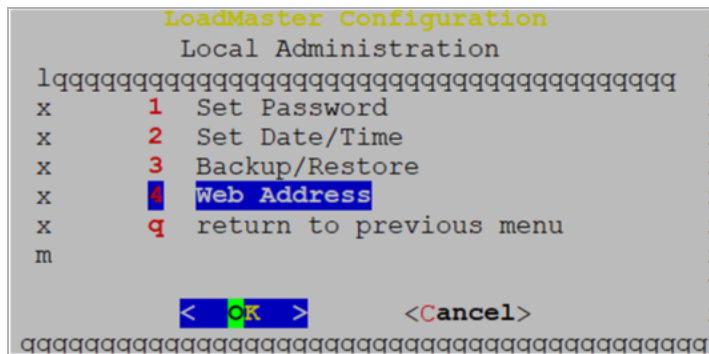 LoadMaster Configuration
Local Administration
lqqqqqqqqqqqqqqqqqqqqqqqqqqqqqqqqqqqqqqq
x 1 Set Password
x 2 Set Date/Time
x 3 Backup/Restore
x 4 Web Address
x q return to previous menu
m
< OK > <Cancel>
qqqqqqqqqqqqqqqqqqqqqqqqqqqqqqqqqqqqqqqqqqq